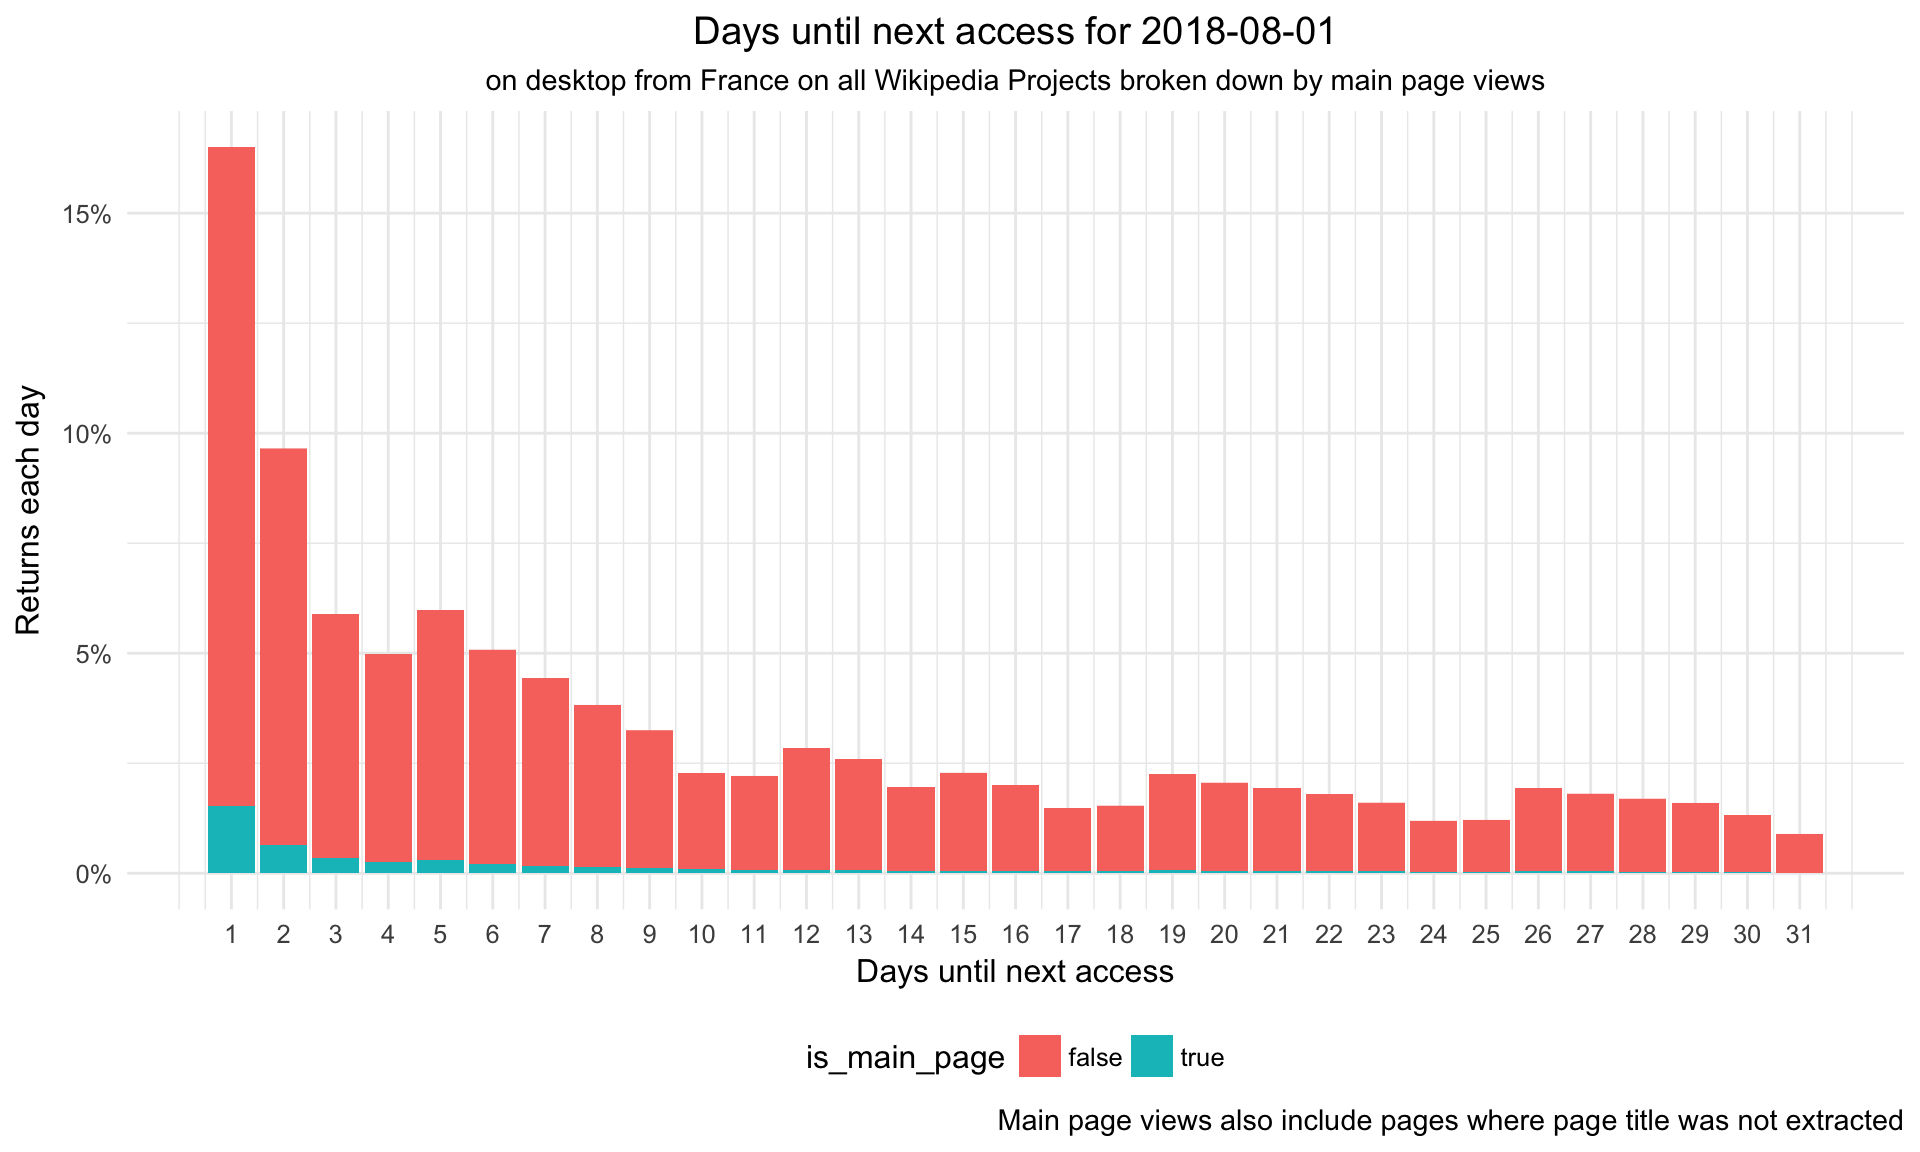 Days until next access for 2018-08-01
on desktop from France on all Wikipedia Projects broken down by main page views
Returns each day
15%
10%
5%
0%
1 2 3 4 5 6 7 8 9 10 11 12 13 14 15 16 17 18 19 20 21 22 23 24 25 26 27 28 29 30 31
Days until next access
is_main_page false true
Main page views also include pages where page title was not extracted